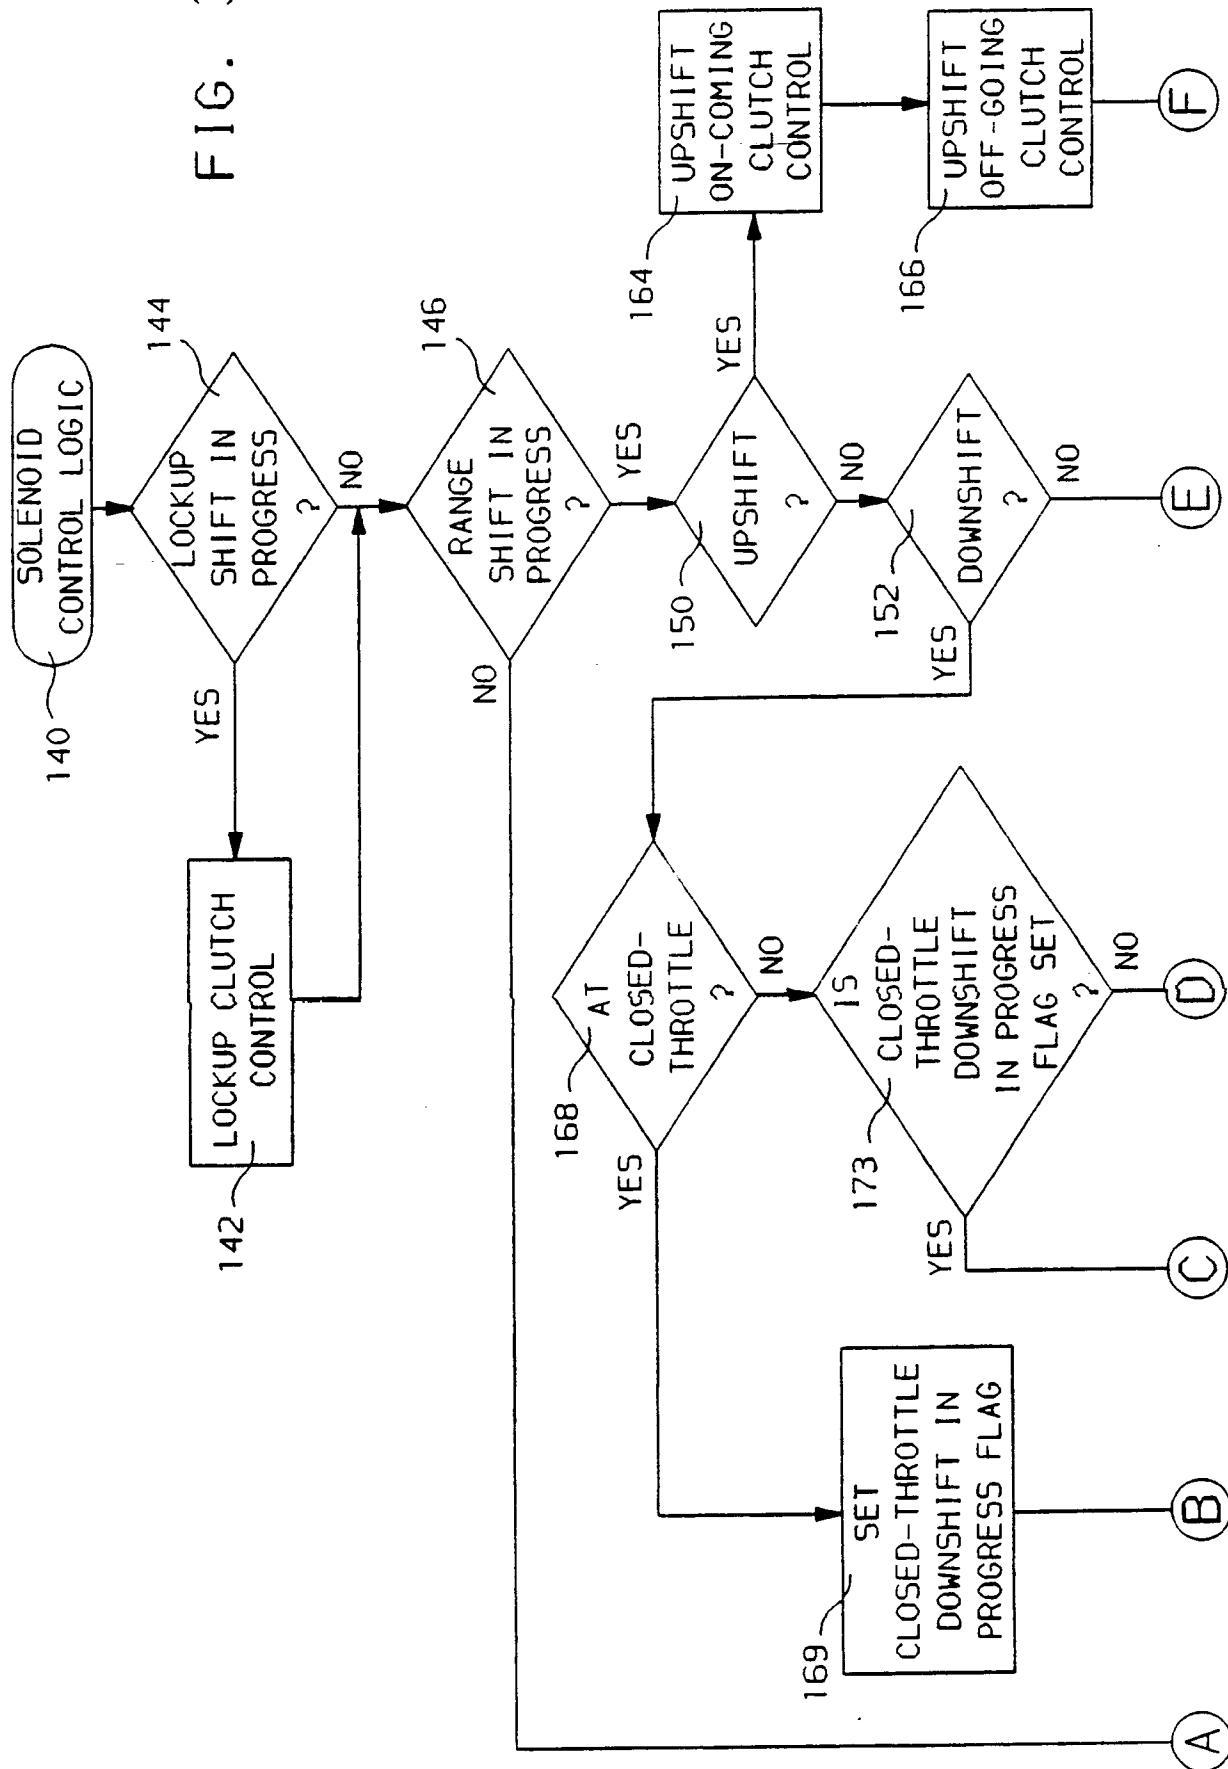 FIG.
SOLENOID
CONTROL LOGIC
140
LOCKUP
SHIFT IN
PROGRESS
?
144
YES
NO
LOCKUP CLUTCH
CONTROL
142
RANGE
SHIFT IN
PROGRESS
?
146
NO
YES
UPSHIFT
?
150
YES
NO
UPSHIFT
ON-COMING
CLUTCH
CONTROL
164
UPSHIFT
OFF-GOING
CLUTCH
CONTROL
166
DOWNSHIFT
?
152
YES
NO
AT
CLOSED-
THROTTLE
?
168
YES
NO
IS
CLOSED-
THROTTLE
DOWNSHIFT
IN PROGRESS
FLAG SET
?
173
YES
NO
SET
CLOSED-THROTTLE
DOWNSHIFT IN
PROGRESS FLAG
169
A
B
C
D
E
F